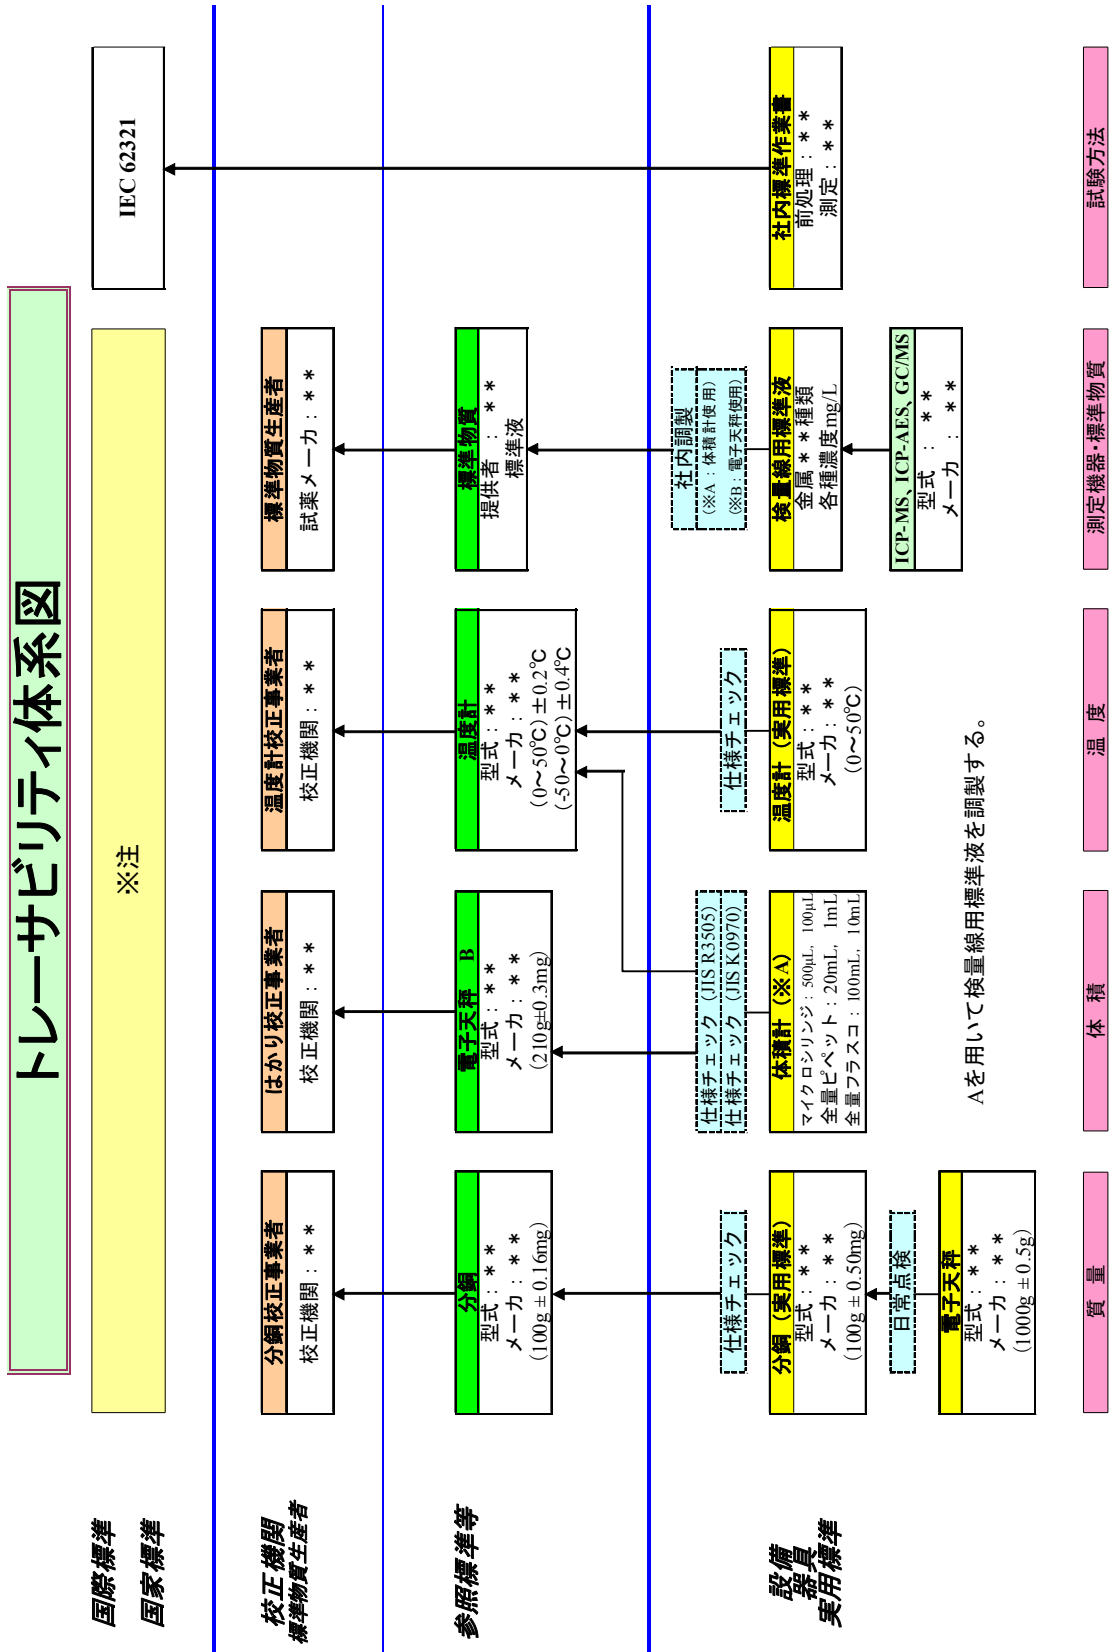 トレーサビリティ体系図
国際標準
国家標準
※注
IEC 62321
校正機関
標準物質生産者
分銅校正事業者
校正機関：＊＊
はかり校正事業者
校正機関：＊＊
温度計校正事業者
校正機関：＊＊
標準物質生産者
試薬メーカ：＊＊
参照標準等
分銅
型式：＊＊
メーカ：＊＊
(100g±0.16mg)
電子天秤 B
型式：＊＊
メーカ：＊＊
(210g±0.3mg)
温度計
型式：＊＊
メーカ：＊＊
(0～50℃)±0.2℃
(-50～0℃)±0.4℃
標準物質
提供者：＊＊
標準液
設備
器具
実用標準
仕様チェック
分銅（実用標準）
型式：＊＊
メーカ：＊＊
(100g±0.50mg)
日常点検
電子天秤
型式：＊＊
メーカ：＊＊
(1000g±0.5g)
仕様チェック（JIS R3505）
仕様チェック（JIS K0970）
体積計（※A）
マイクロシリンジ：500μL，100μL
全量ピペット：20mL，1mL
全量フラスコ：100mL，10mL
仕様チェック
温度計（実用標準）
型式：＊＊
メーカ：＊＊
(0～50℃)
社内調製
（※A：体積計使用）
（※B：電子天秤使用）
検量線用標準液
金属＊＊種類
各種濃度mg/L
ICP-MS、ICP-AES、GC/MS
型式：＊＊
メーカ：＊＊
社内標準作業書
前処理：＊＊
測定：＊＊
Aを用いて検量線用標準液を調製する。
質量
体積
温度
測定機器・標準物質
試験方法